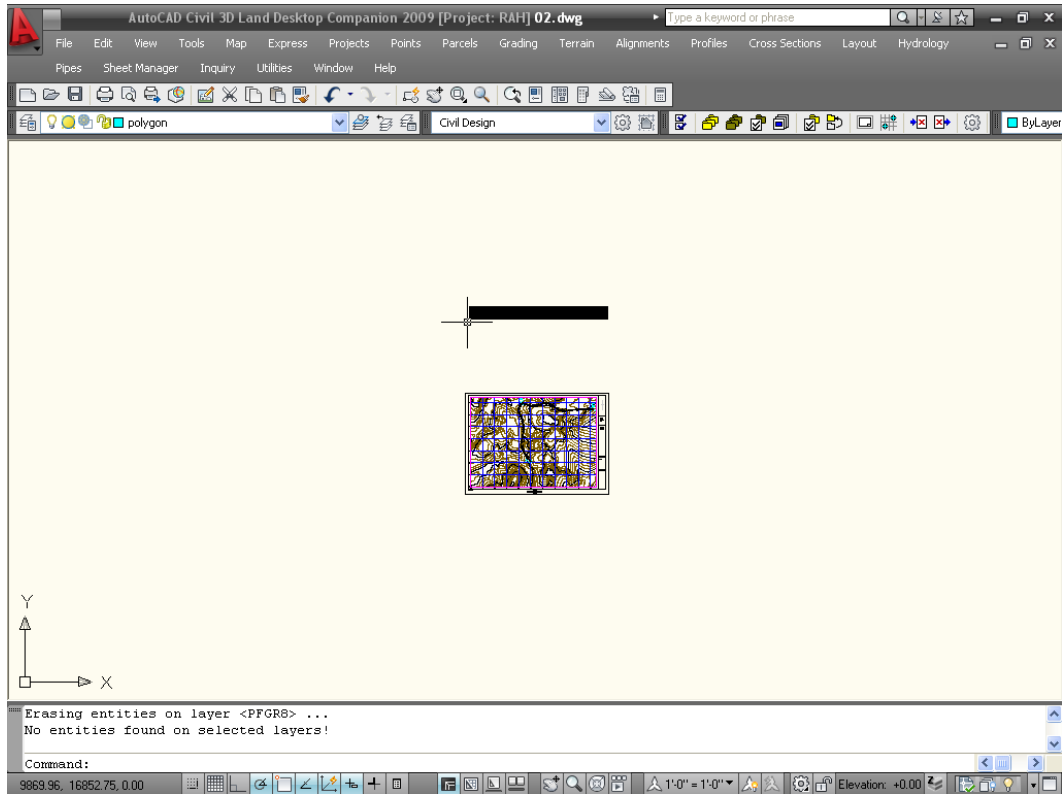 AutoCAD Civil 3D Land Desktop Companion 2009 [Project: RAH] 02.dwg
Type a keyword or phrase
File Edit View Tools Map Express Projects Points Parcels Grading Terrain Alignments Profiles Cross Sections Layout Hydrology
Pipes Sheet Manager Inquiry Utilities Window Help
polygon
Civil Design
ByLayer
Y
X
Erasing entities on layer <PFGR8> ...
No entities found on selected layers!
Command:
9869.96, 16852.75, 0.00
1'-0" = 1'-0"
Elevation: +0.00